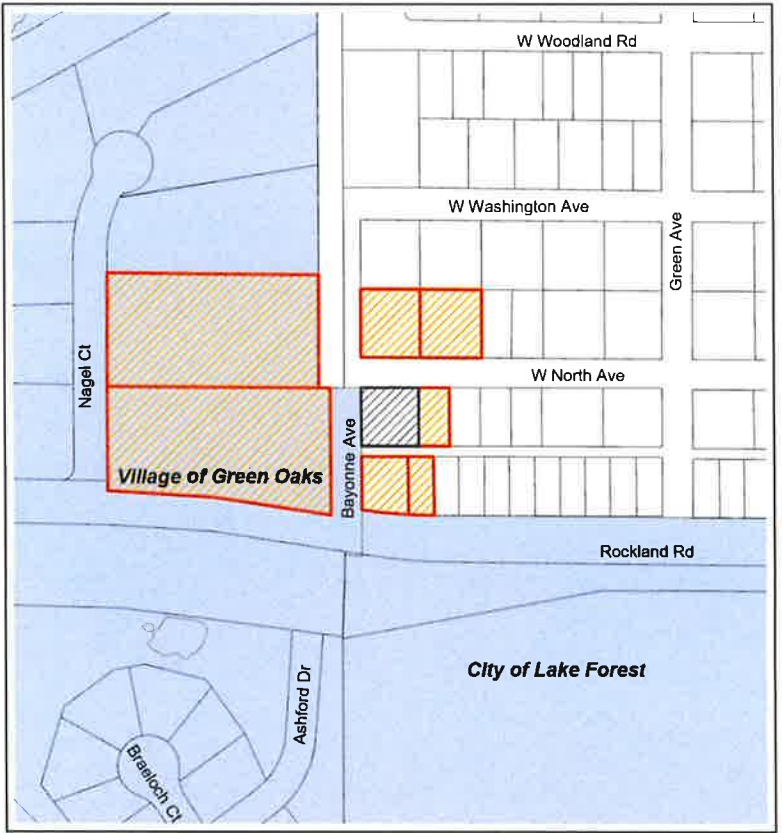 W Woodland Rd
W Washington Ave
Green Ave
W North Ave
Nagel Ct
Bayonne Ave
Village of Green Oaks
Rockland Rd
City of Lake Forest
Ashford Dr
Braeloch Ct